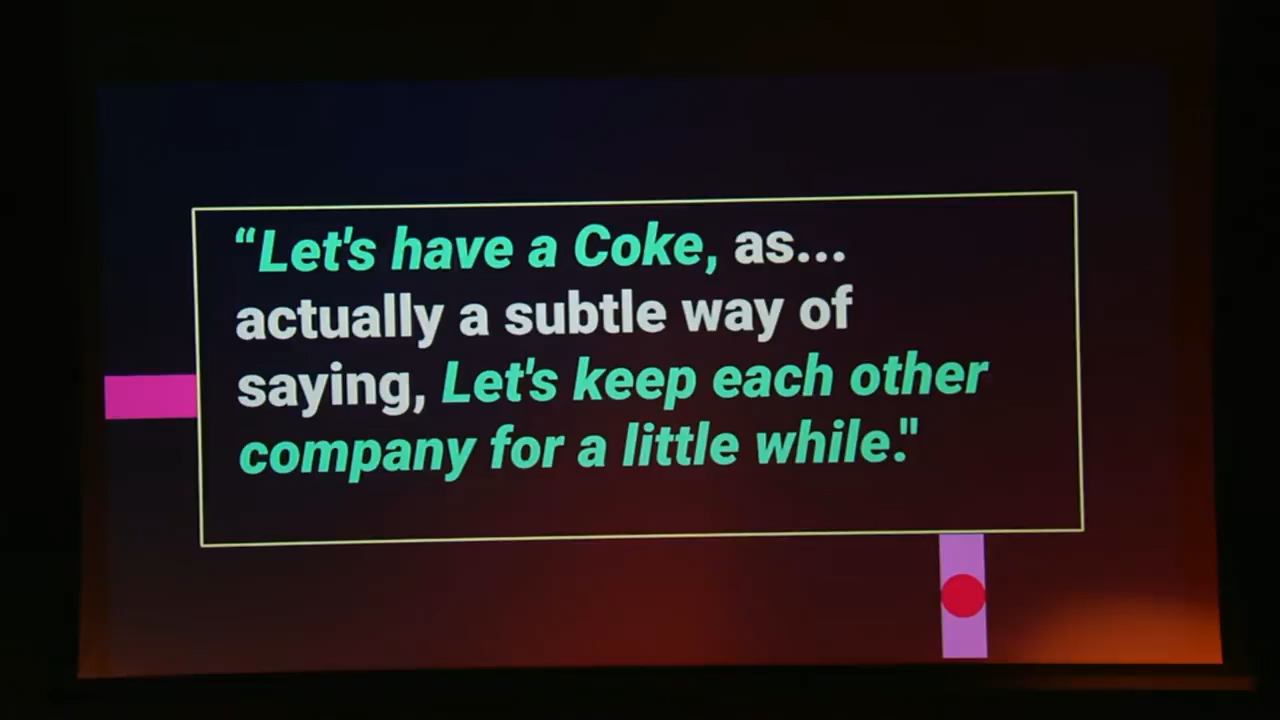 “Let's have a Coke, as...
actually a subtle way of
saying, Let's keep each other
company for a little while."